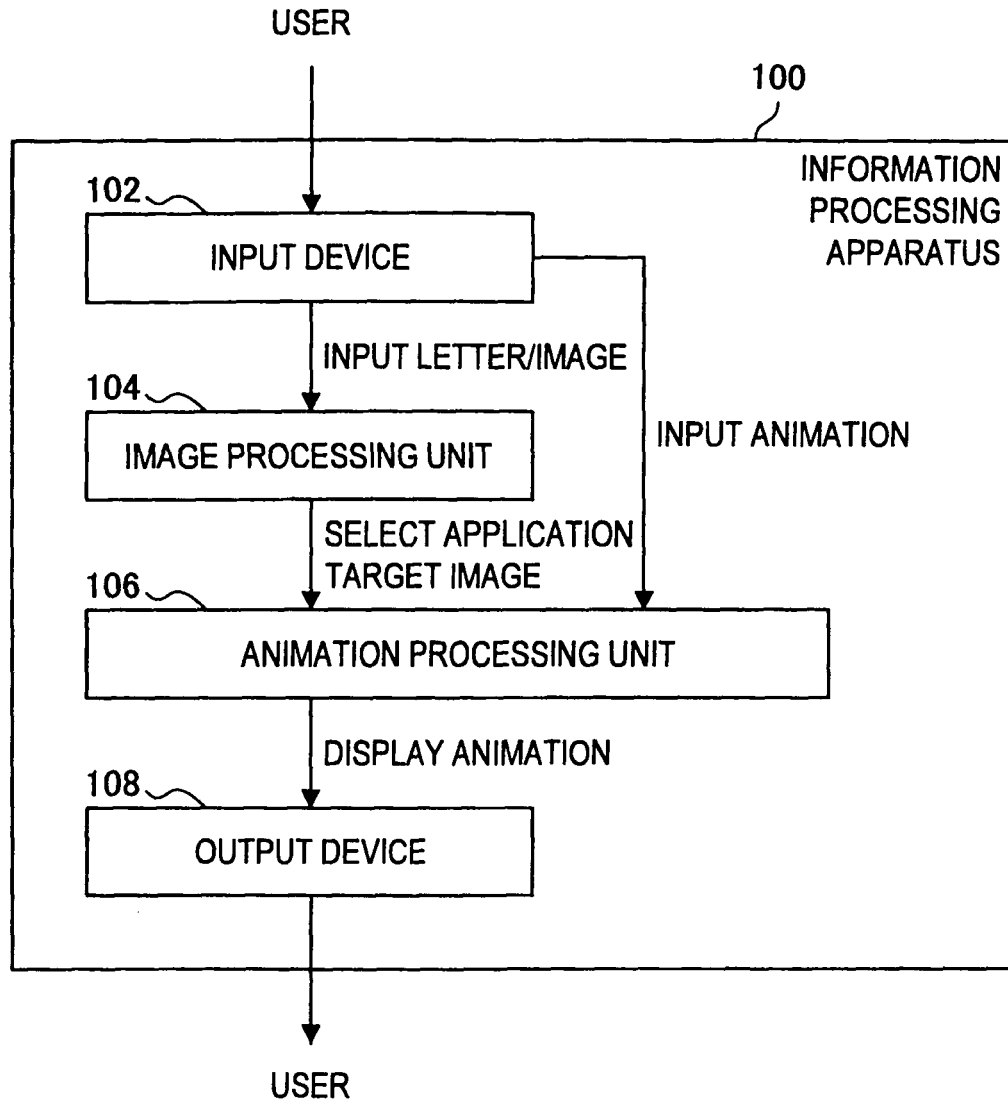 USER
100
INFORMATION
PROCESSING
APPARATUS
102
INPUT DEVICE
INPUT LETTER/IMAGE
104
IMAGE PROCESSING UNIT
INPUT ANIMATION
SELECT APPLICATION
TARGET IMAGE
106
ANIMATION PROCESSING UNIT
DISPLAY ANIMATION
108
OUTPUT DEVICE
USER